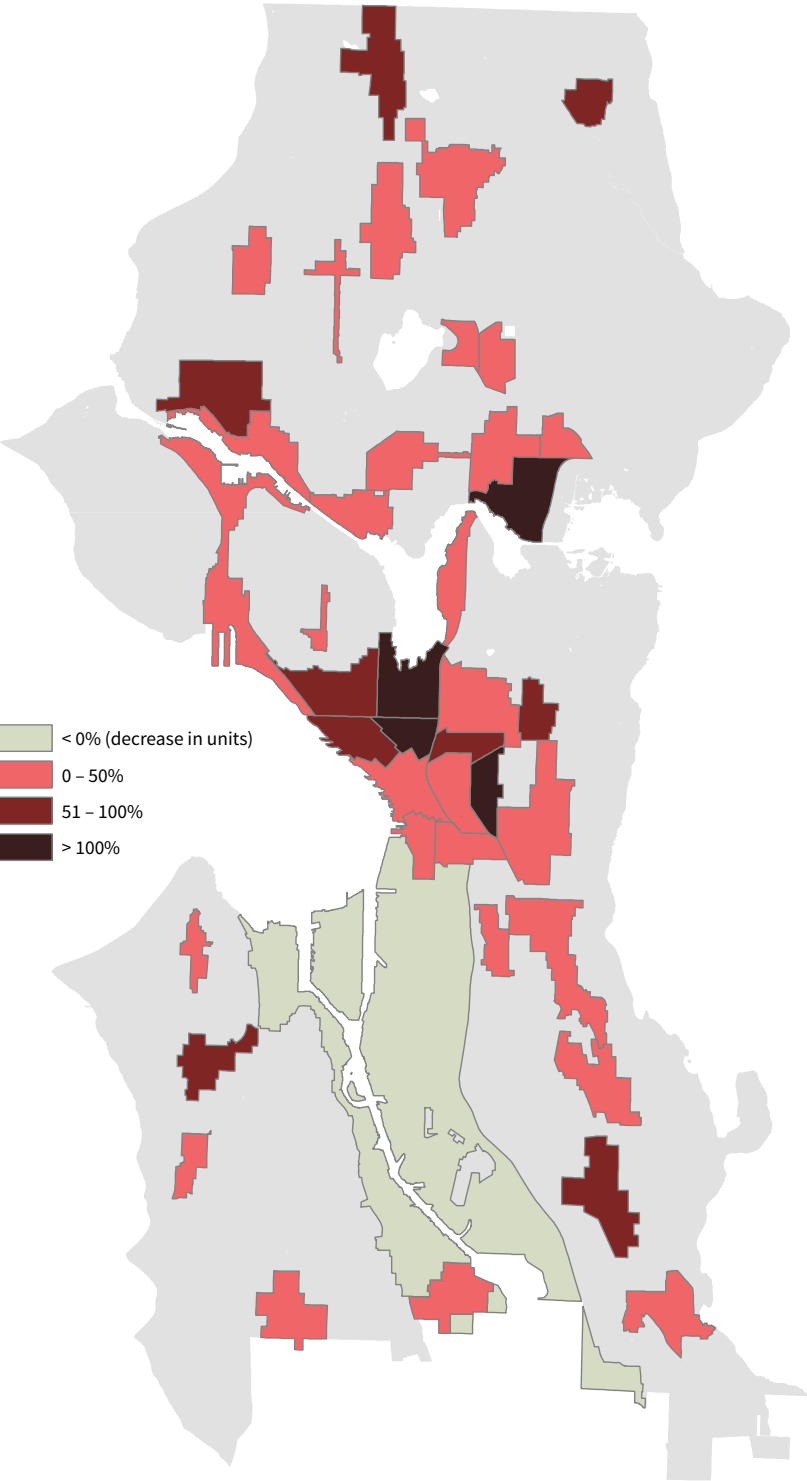 < 0% (decrease in units)
0 – 50%
51 – 100%
> 100%